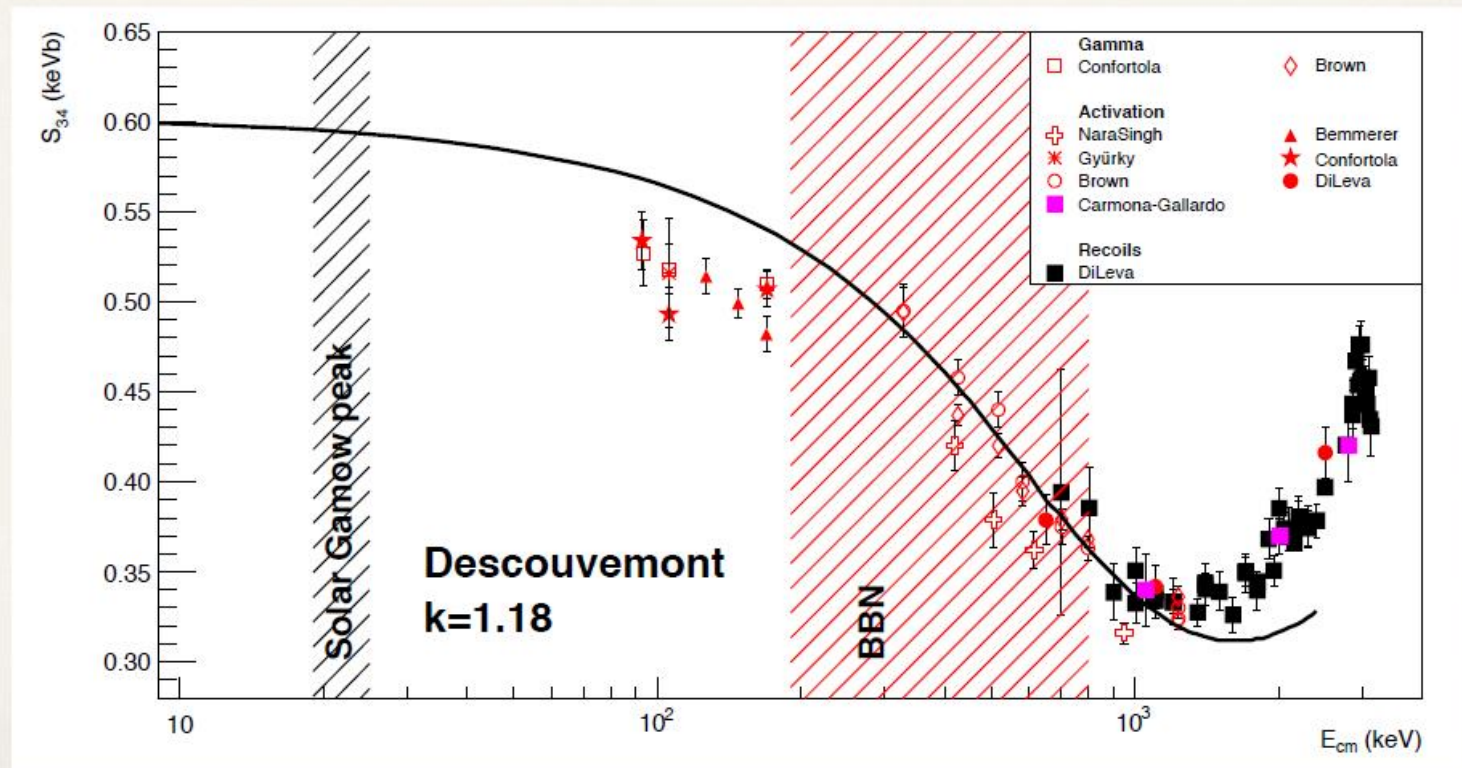 S34 (keVb)
0.65
0.60
0.55
0.50
0.45
0.40
0.35
0.30
Solar Gamow peak
Descouvemont
k=1.18
BBN
Gamma
Confortola
Brown
Activation
NaraSingh
Bemmerer
Gyürky
Confortola
Brown
DiLeva
Carmona-Gallardo
Recoils
DiLeva
10
10²
10³
Ecm (keV)